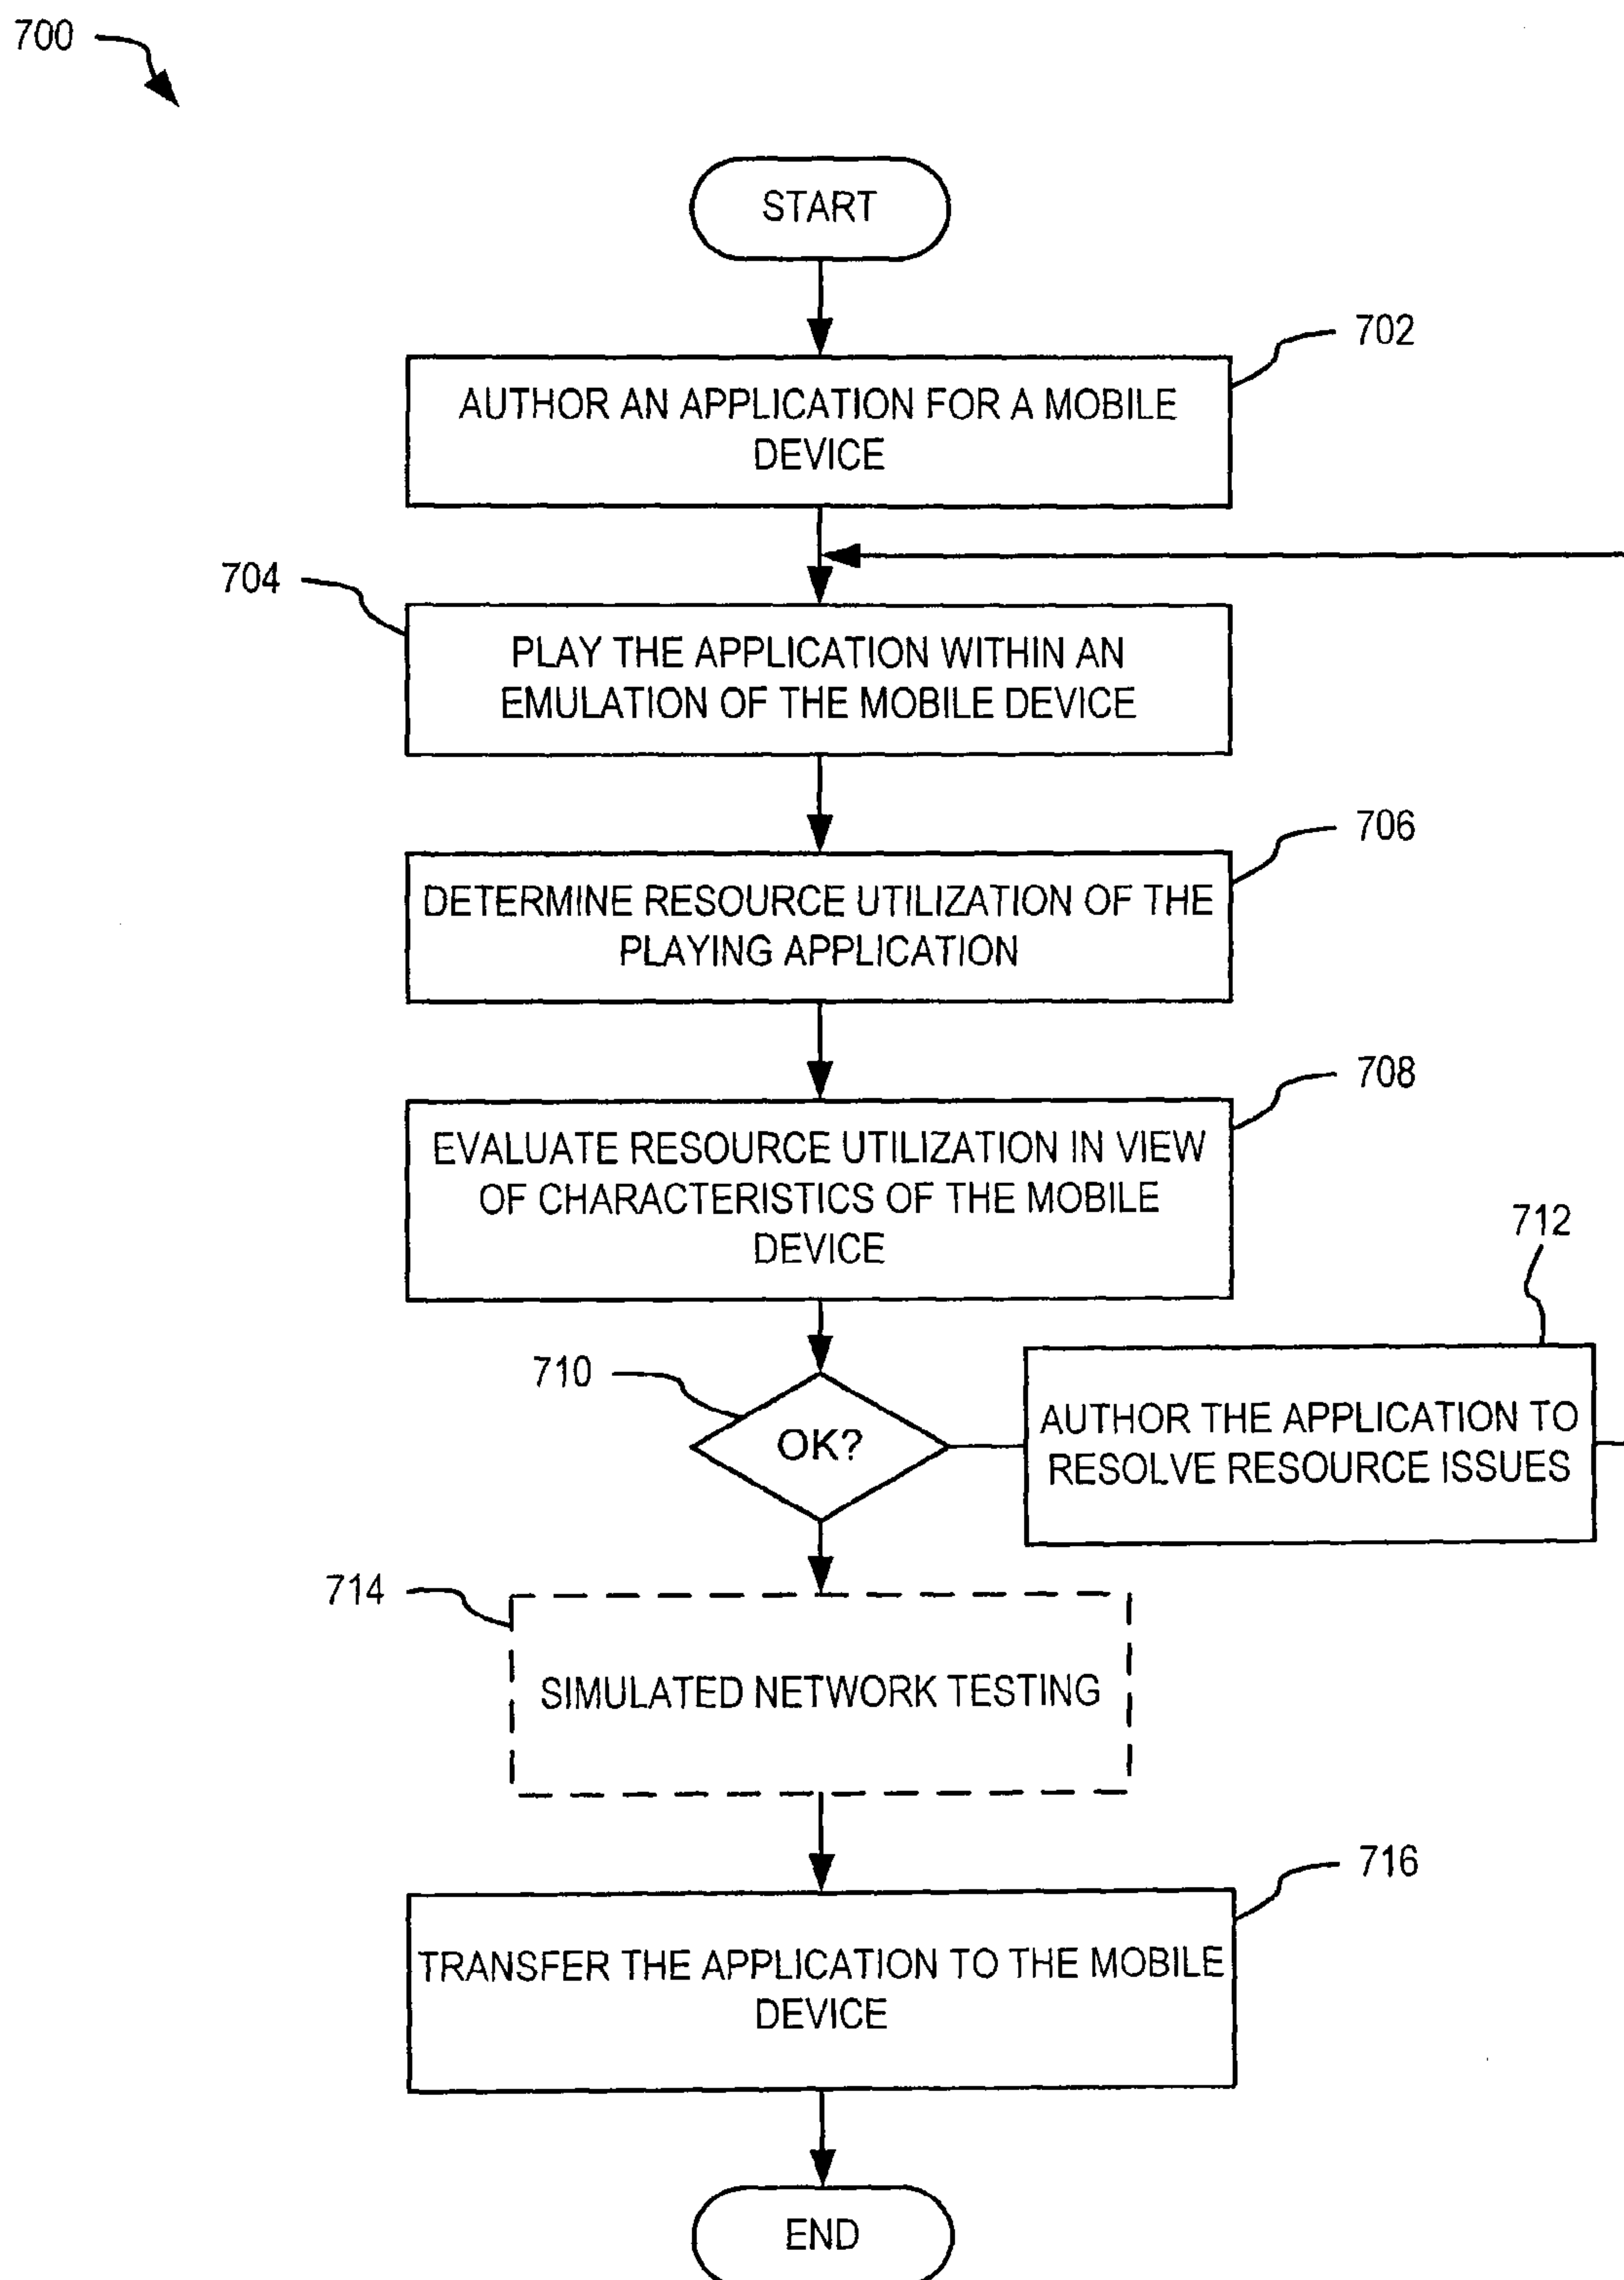 700
START
702
AUTHOR AN APPLICATION FOR A MOBILE
DEVICE
704
PLAY THE APPLICATION WITHIN AN
EMULATION OF THE MOBILE DEVICE
706
DETERMINE RESOURCE UTILIZATION OF THE
PLAYING APPLICATION
708
EVALUATE RESOURCE UTILIZATION IN VIEW
OF CHARACTERISTICS OF THE MOBILE
DEVICE
710
OK?
712
AUTHOR THE APPLICATION TO
RESOLVE RESOURCE ISSUES
714
SIMULATED NETWORK TESTING
716
TRANSFER THE APPLICATION TO THE MOBILE
DEVICE
END